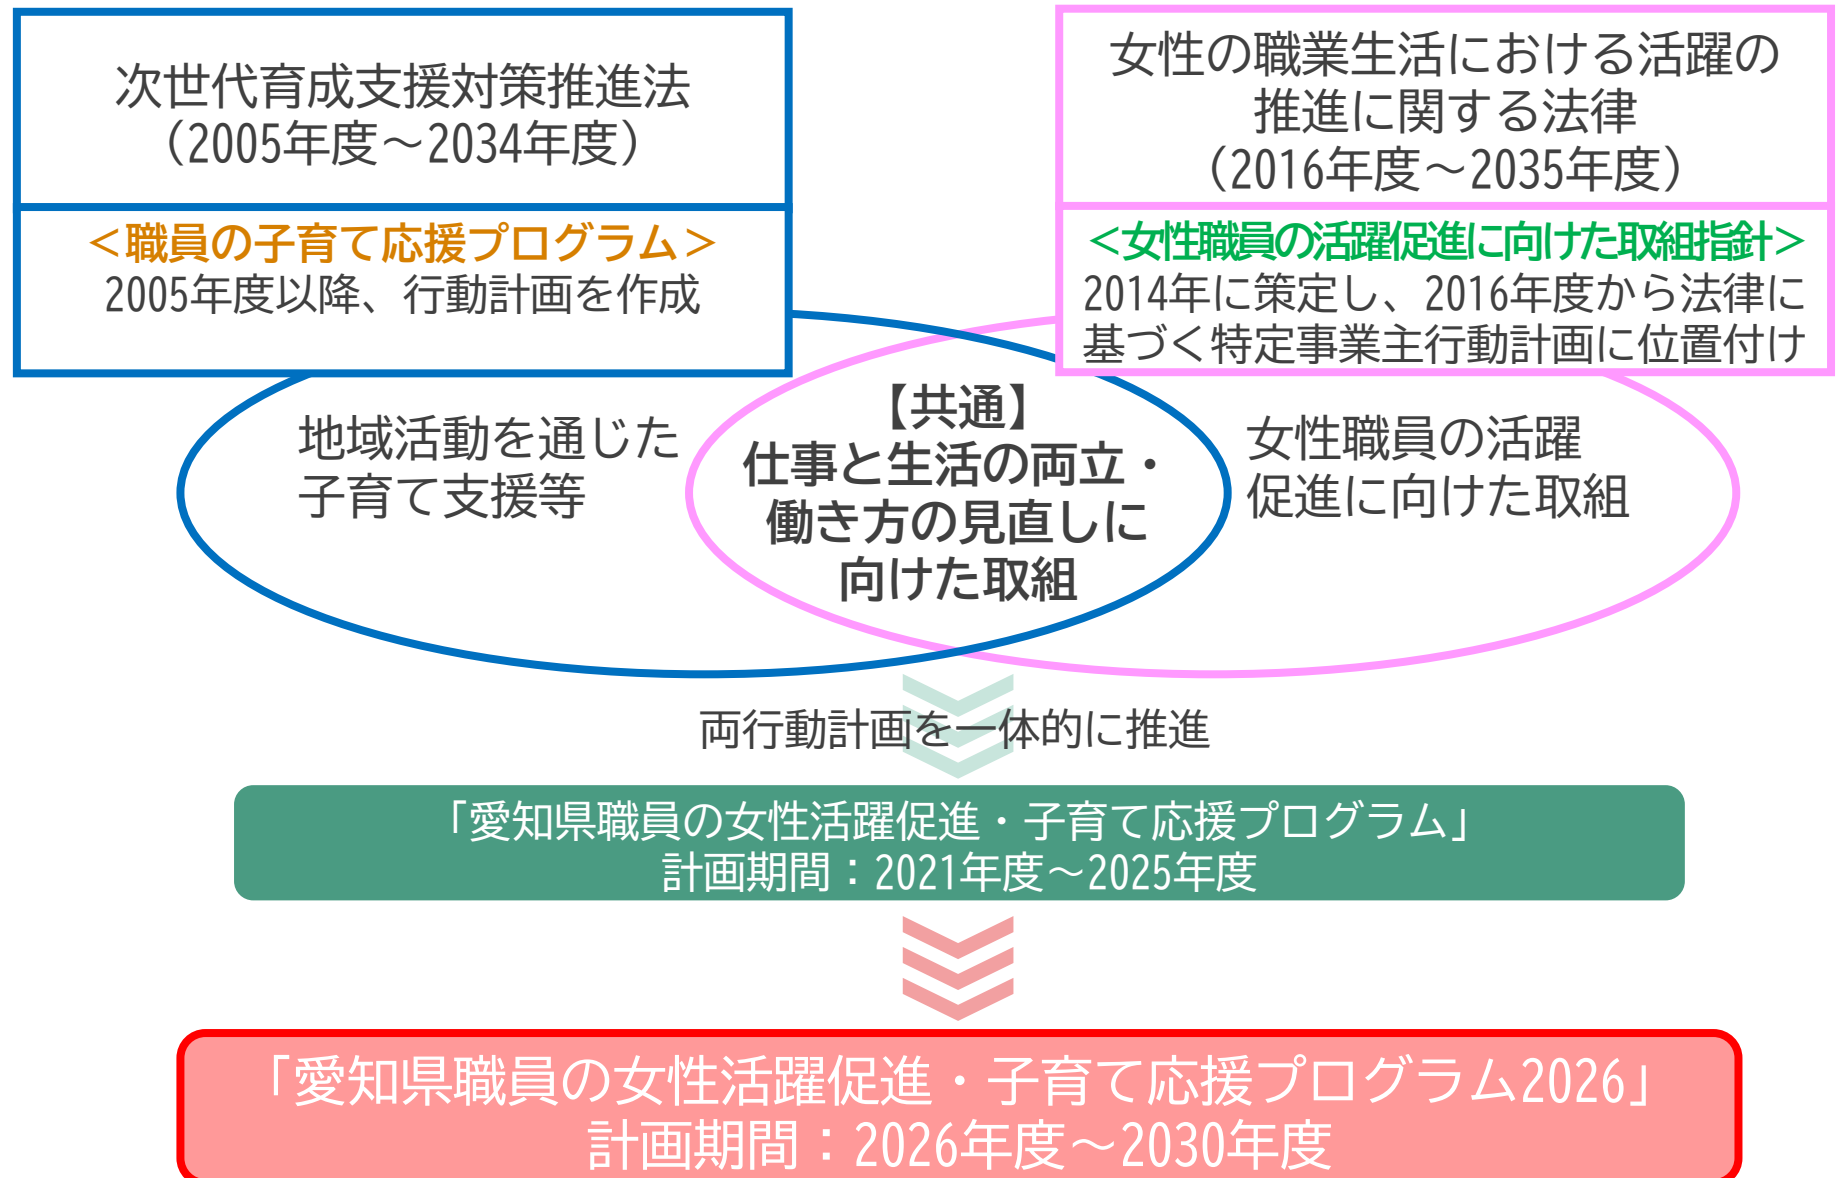 次世代育成支援対策推進法
（2005年度～2034年度）
＜職員の子育て応援プログラム＞
2005年度以降、行動計画を作成
女性の職業生活における活躍の
推進に関する法律
（2016年度～2035年度）
＜女性職員の活躍促進に向けた取組指針＞
2014年に策定し、2016年度から法律に
基づく特定事業主行動計画に位置付け
地域活動を通じた
子育て支援等
【共通】
仕事と生活の両立・
働き方の見直しに
向けた取組
女性職員の活躍
促進に向けた取組
両行動計画を一体的に推進
「愛知県職員の女性活躍促進・子育て応援プログラム」
計画期間：2021年度～2025年度
「愛知県職員の女性活躍促進・子育て応援プログラム2026」
計画期間：2026年度～2030年度